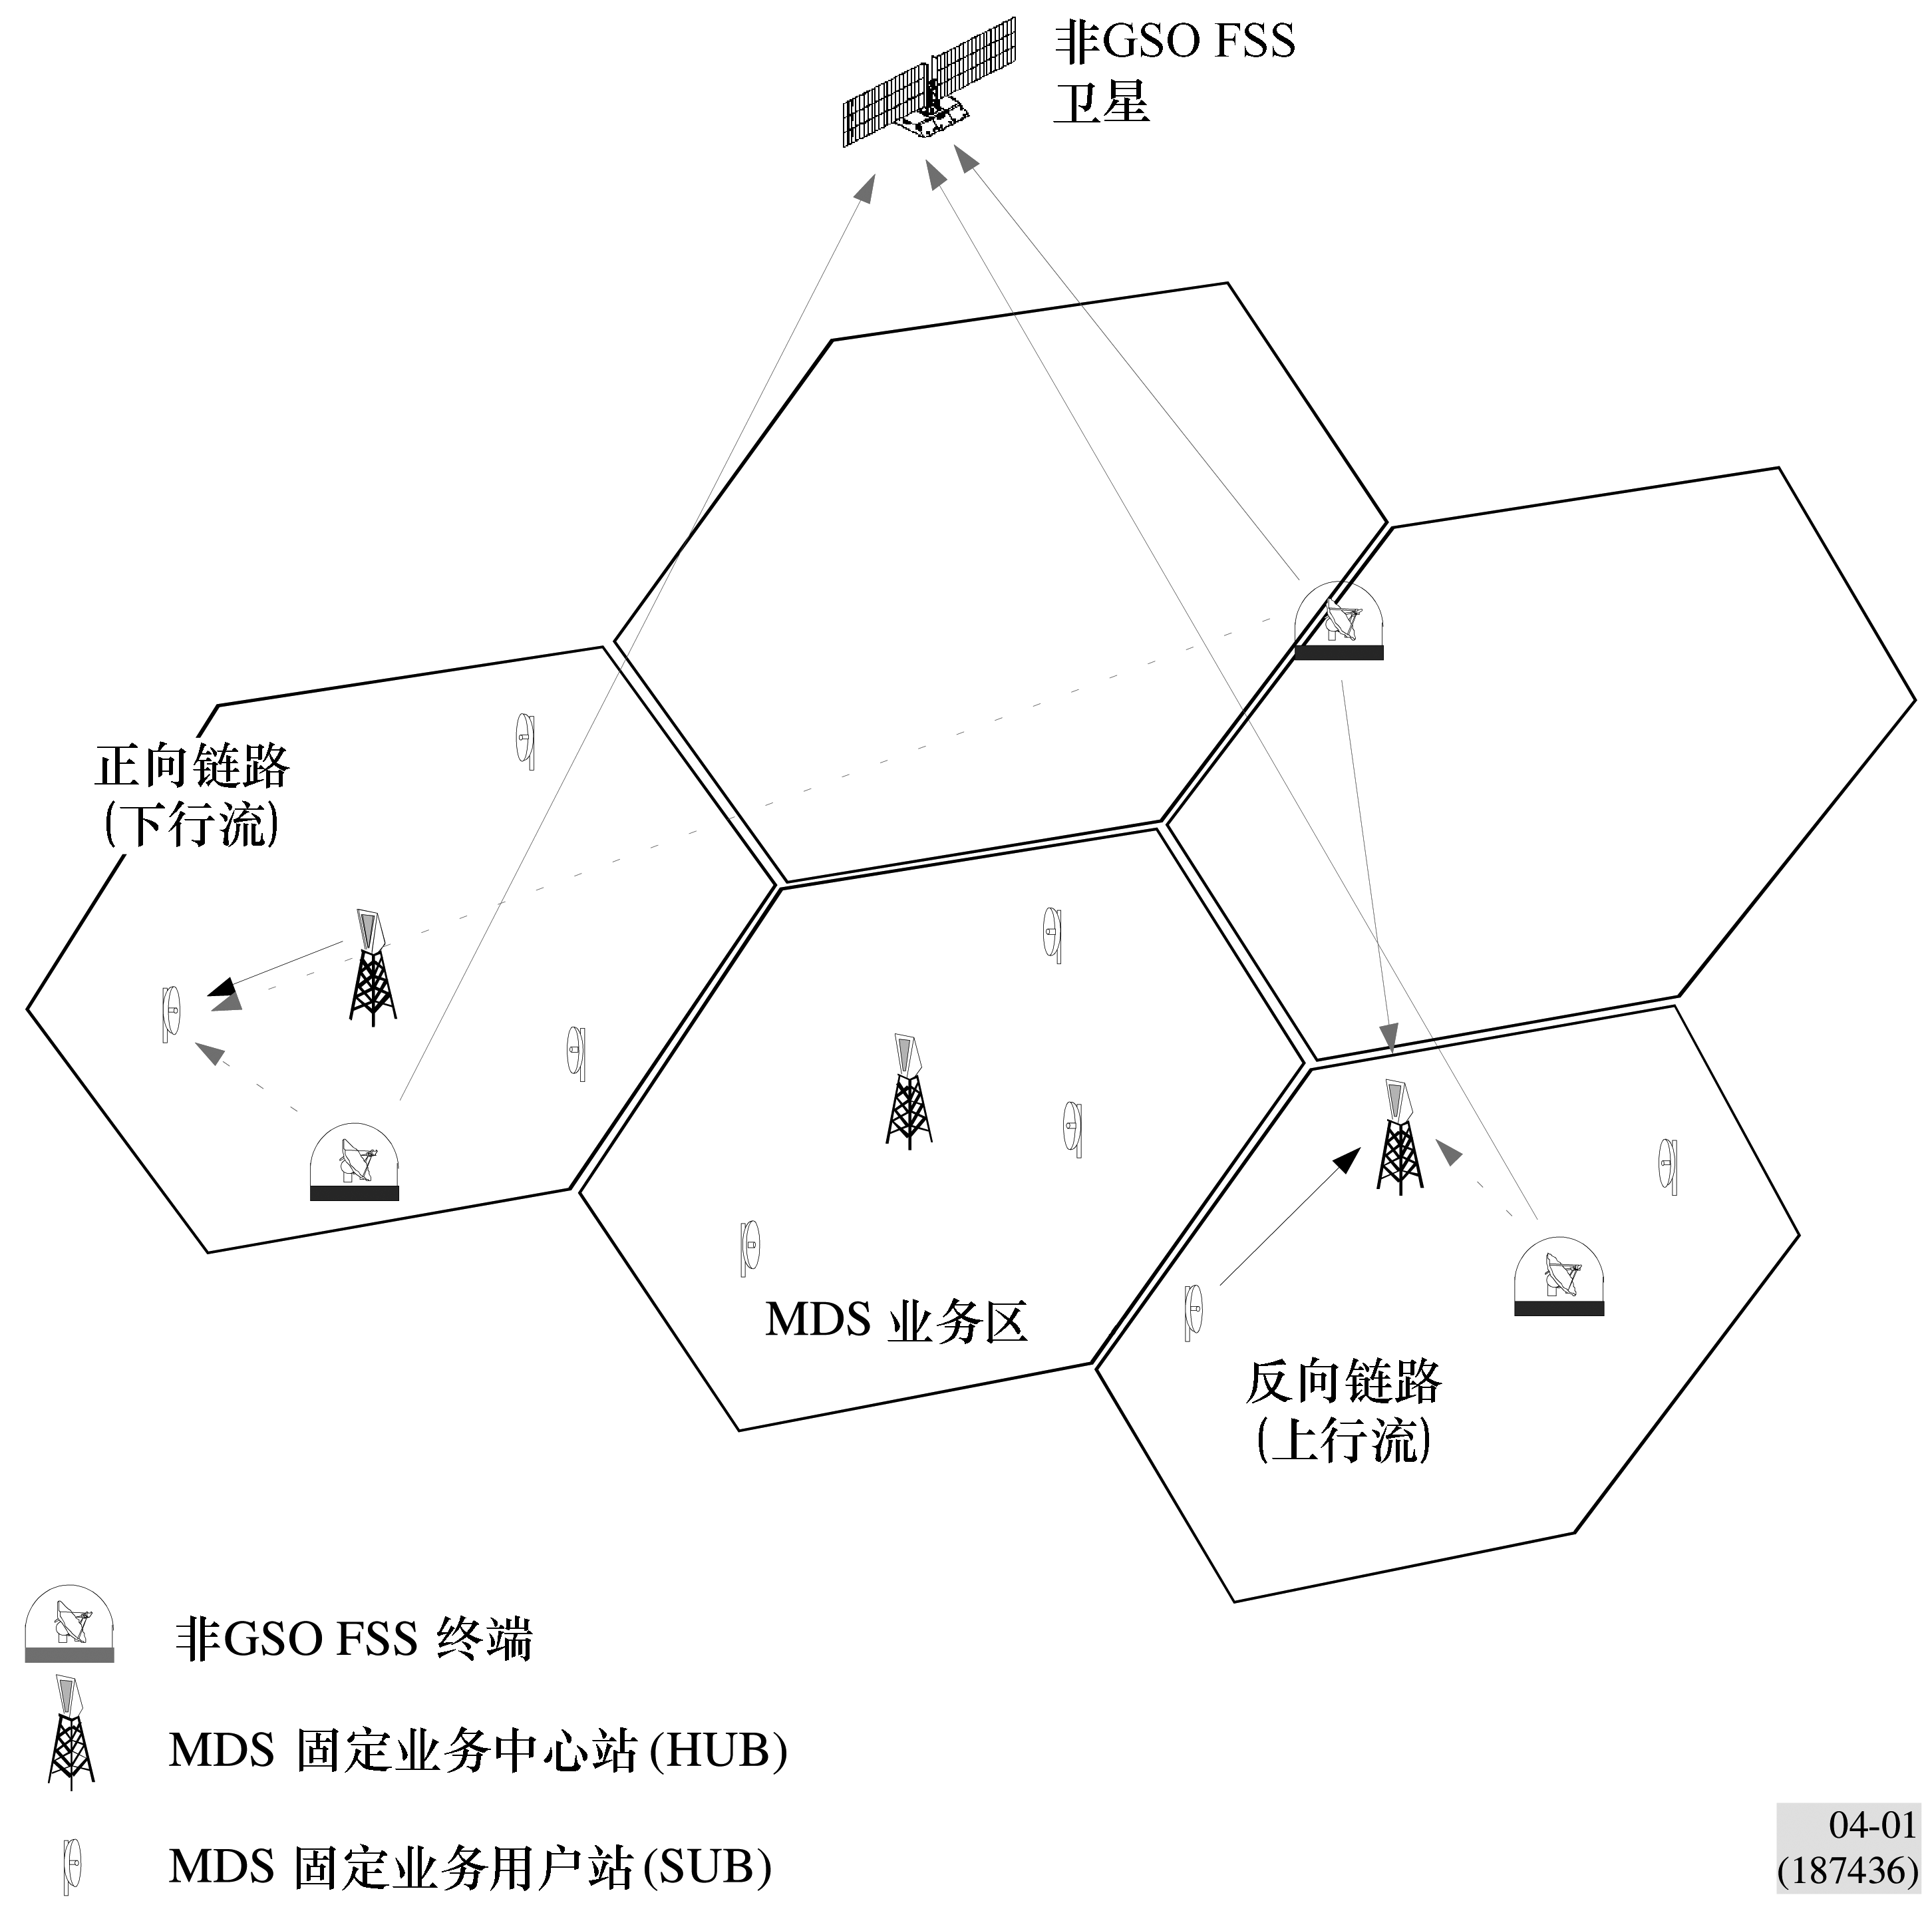 非GSO FSS
卫星
正向链路
(下行流)
MDS 业务区
反向链路
(上行流)
非GSO FSS 终端
MDS 固定业务中心站(HUB)
MDS 固定业务用户站(SUB)
04-01
(187436)